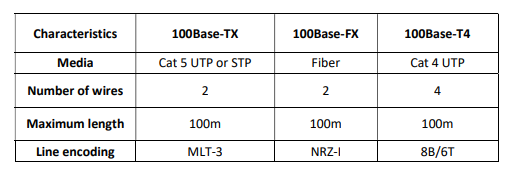 Characteristics 100Base-TX 100Base-FX 100Base-T4
Media Cat 5 UTP or STP Fiber Cat 4 UTP
Number of wires 2 2 4
Maximum length 100m 100m 100m
Line encoding MLT-3 NRZ-I 8B/6T